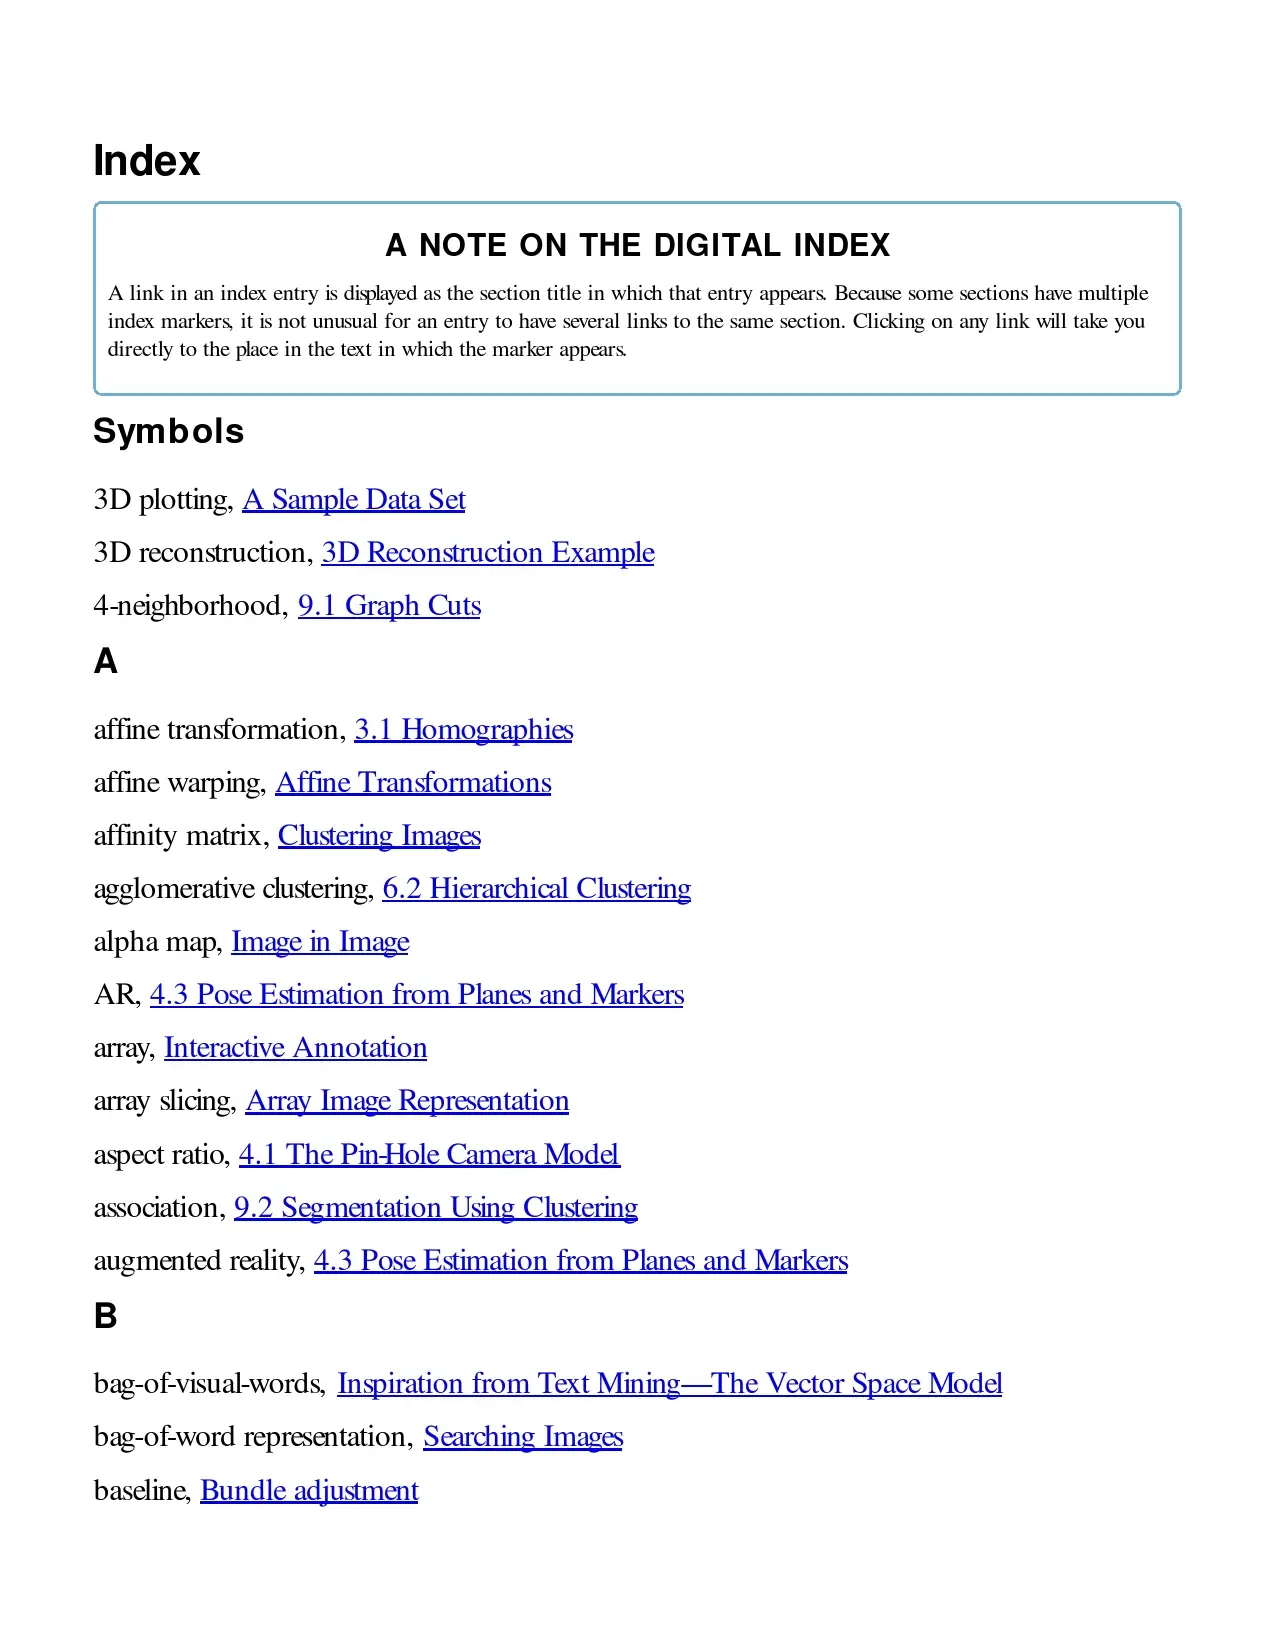 Index
A NOTE ON THE DIGITAL INDEX
A link in an index entry is displayed as the section title in which that entry appears. Because some sections have multiple
index markers, it is not unusual for an entry to have several links to the same section. Clicking on any link will take you
directly to the place in the text in which the marker appears.
Symbols
3D plotting, A Sample Data Set
3D reconstruction, 3D Reconstruction Example
4-neighborhood, 9.1 Graph Cuts
A
affine transformation, 3.1 Homographies
affine warping, Affine Transformations
affinity matrix, Clustering Images
agglomerative clustering, 6.2 Hierarchical Clustering
alpha map, Image in Image
AR, 4.3 Pose Estimation from Planes and Markers
array, Interactive Annotation
array slicing, Array Image Representation
aspect ratio, 4.1 The Pin-Hole Camera Model
association, 9.2 Segmentation Using Clustering
augmented reality, 4.3 Pose Estimation from Planes and Markers
B
bag-of-visual-words, Inspiration from Text Mining—The Vector Space Model
bag-of-word representation, Searching Images
baseline, Bundle adjustment